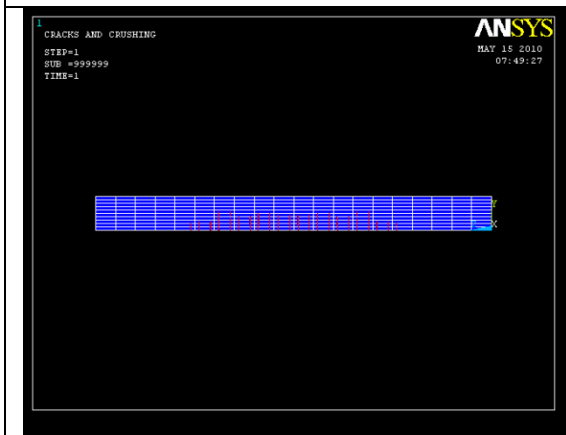 1
CRACKS AND CRUSHING
STEP=1
SUB =999999
TIME=1
ANSYS
MAY 15 2010
07:49:27
Y
X